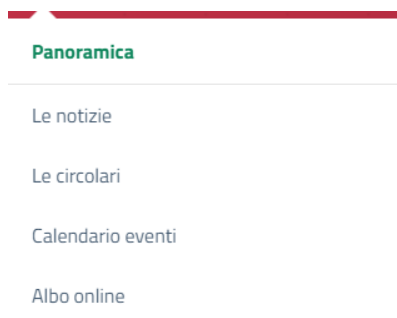 Panoramica
Le notizie
Le circolari
Calendario eventi
Albo online